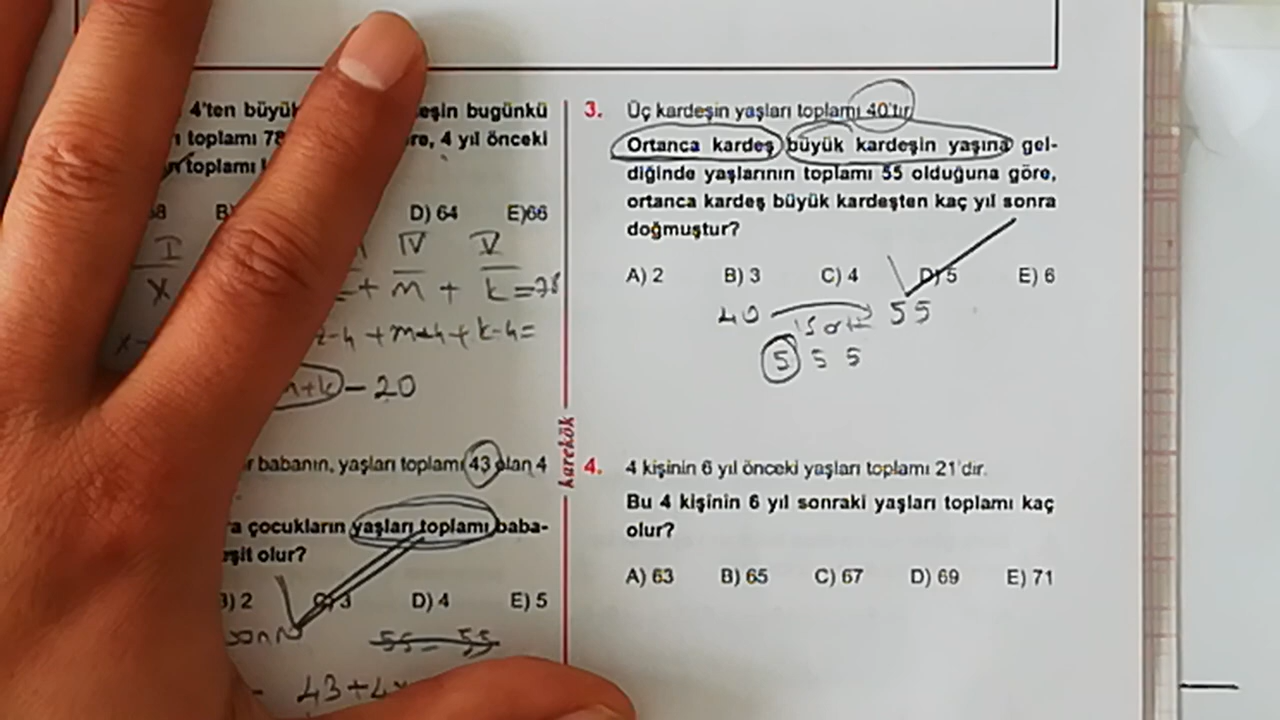 4'ten büyük
bugünkü
toplamı 78
4 yıl önceki
toplamı
D) 64 E)66
I IV V
x + m + k = 78
z-4 + m-4 + k-4 =
- 20
babanın, yaşları toplamı 43 olan 4
çocukların yaşları toplamı baba-
olur?
B) 2 C) 3 D) 4 E) 5
55 - 55
43+4x
karekök
3. Üç kardeşin yaşları toplamı 40'tır.
Ortanca kardeş büyük kardeşin yaşına gel-
diğinde yaşlarının toplamı 55 olduğuna göre,
ortanca kardeş büyük kardeşten kaç yıl sonra
doğmuştur?
A) 2 B) 3 C) 4 D) 5 E) 6
40 55
5 5 5
4. 4 kişinin 6 yıl önceki yaşları toplamı 21'dir.
Bu 4 kişinin 6 yıl sonraki yaşları toplamı kaç
olur?
A) 63 B) 65 C) 67 D) 69 E) 71